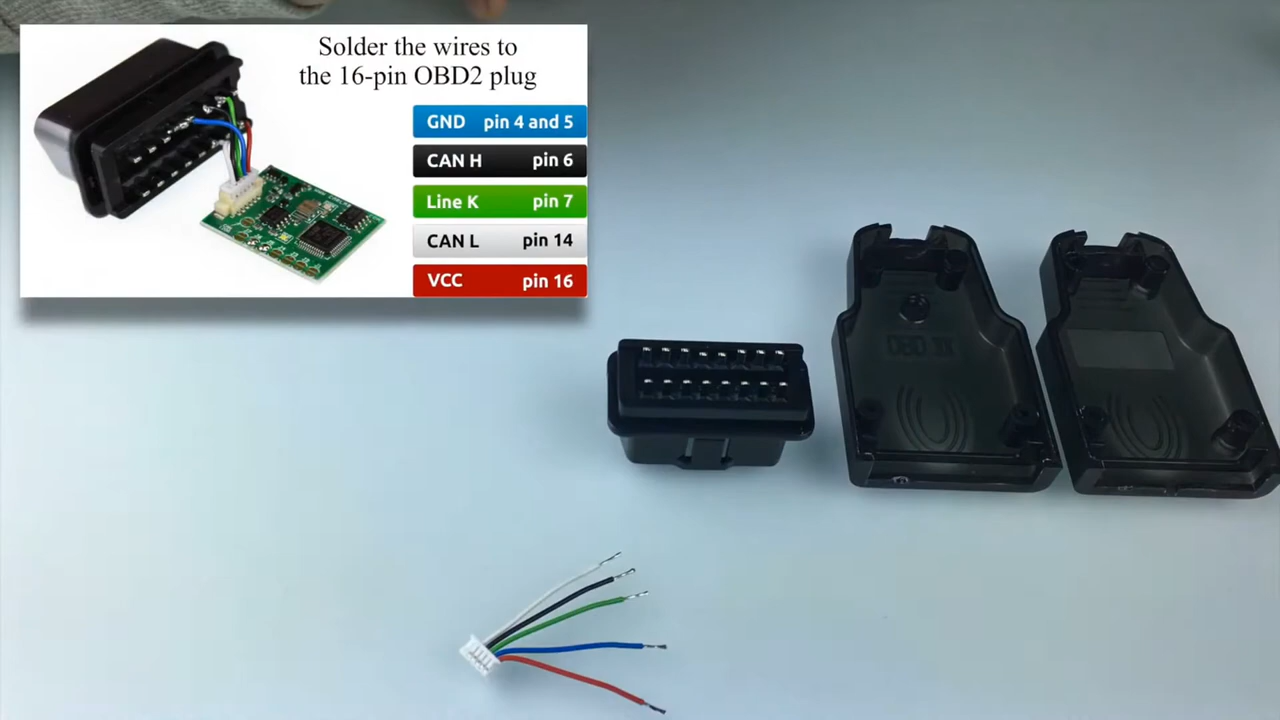 Solder the wires to
the 16-pin OBD2 plug
GND pin 4 and 5
CAN H pin 6
Line K pin 7
CAN L pin 14
VCC pin 16
OBD II